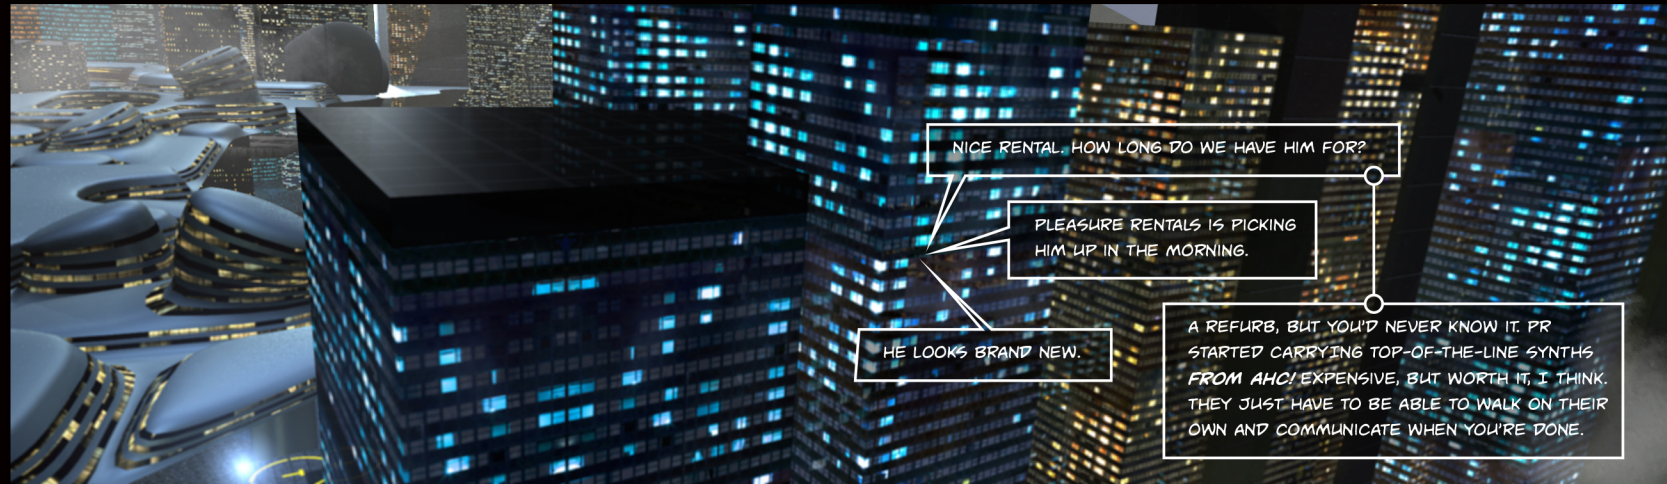 NICE RENTAL. HOW LONG DO WE HAVE HIM FOR?
PLEASURE RENTALS IS PICKING
HIM UP IN THE MORNING.
HE LOOKS BRAND NEW.
A REFURB, BUT YOU'D NEVER KNOW IT. PR
STARTED CARRYING TOP-OF-THE-LINE SYNTHS
FROM AHC! EXPENSIVE, BUT WORTH IT, I THINK.
THEY JUST HAVE TO BE ABLE TO WALK ON THEIR
OWN AND COMMUNICATE WHEN YOU'RE DONE.